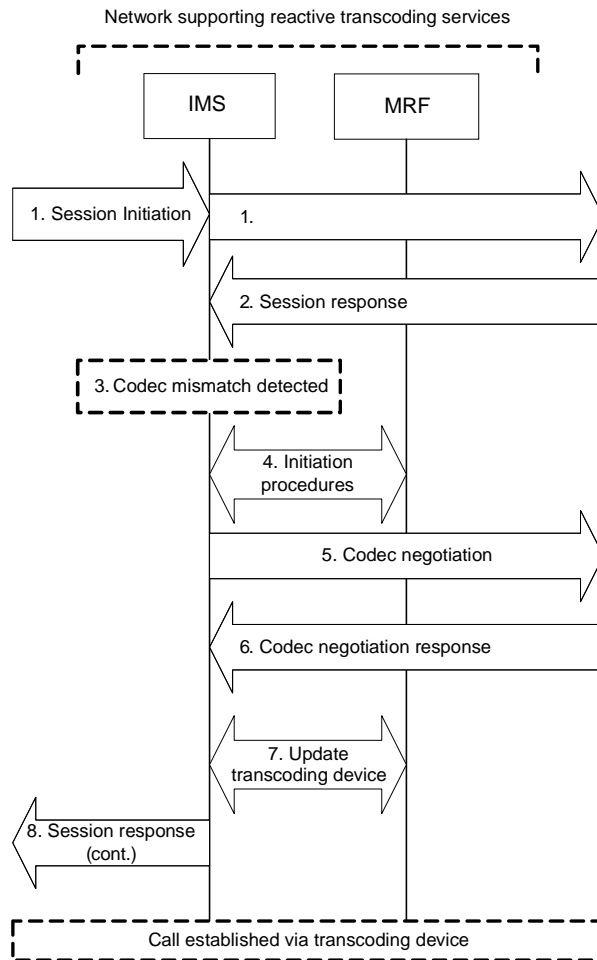 Network supporting reactive transcoding services
IMS
MRF
1. Session Initiation
1.
2. Session response
3. Codec mismatch detected
4. Initiation
procedures
5. Codec negotiation
6. Codec negotiation response
7. Update
transcoding device
8. Session response
(cont.)
Call established via transcoding device